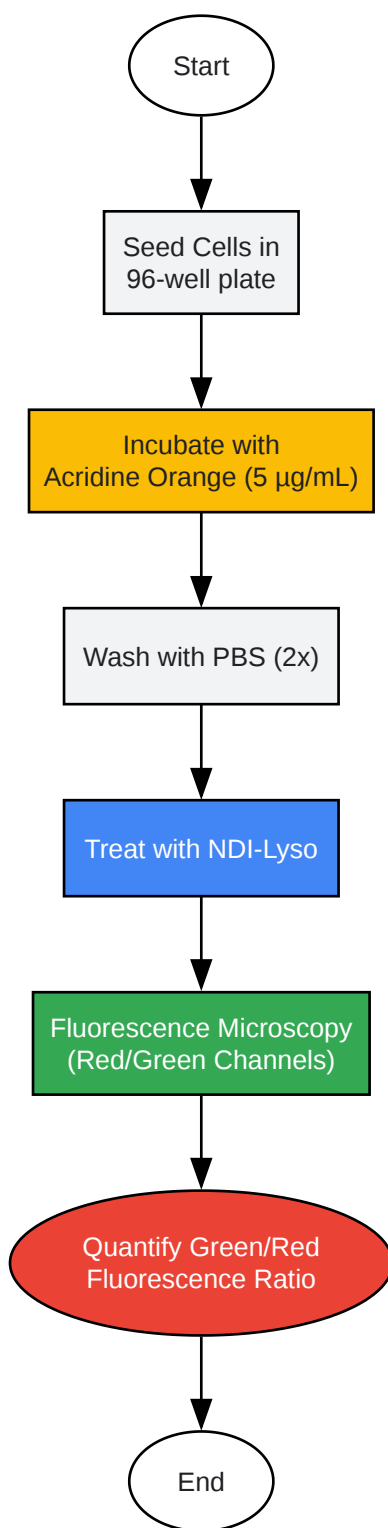 Start
Seed Cells in
96-well plate
Incubate with
Acridine Orange (5 µg/mL)
Wash with PBS (2x)
Treat with NDI-Lyso
Fluorescence Microscopy
(Red/Green Channels)
Quantify Green/Red
Fluorescence Ratio
End